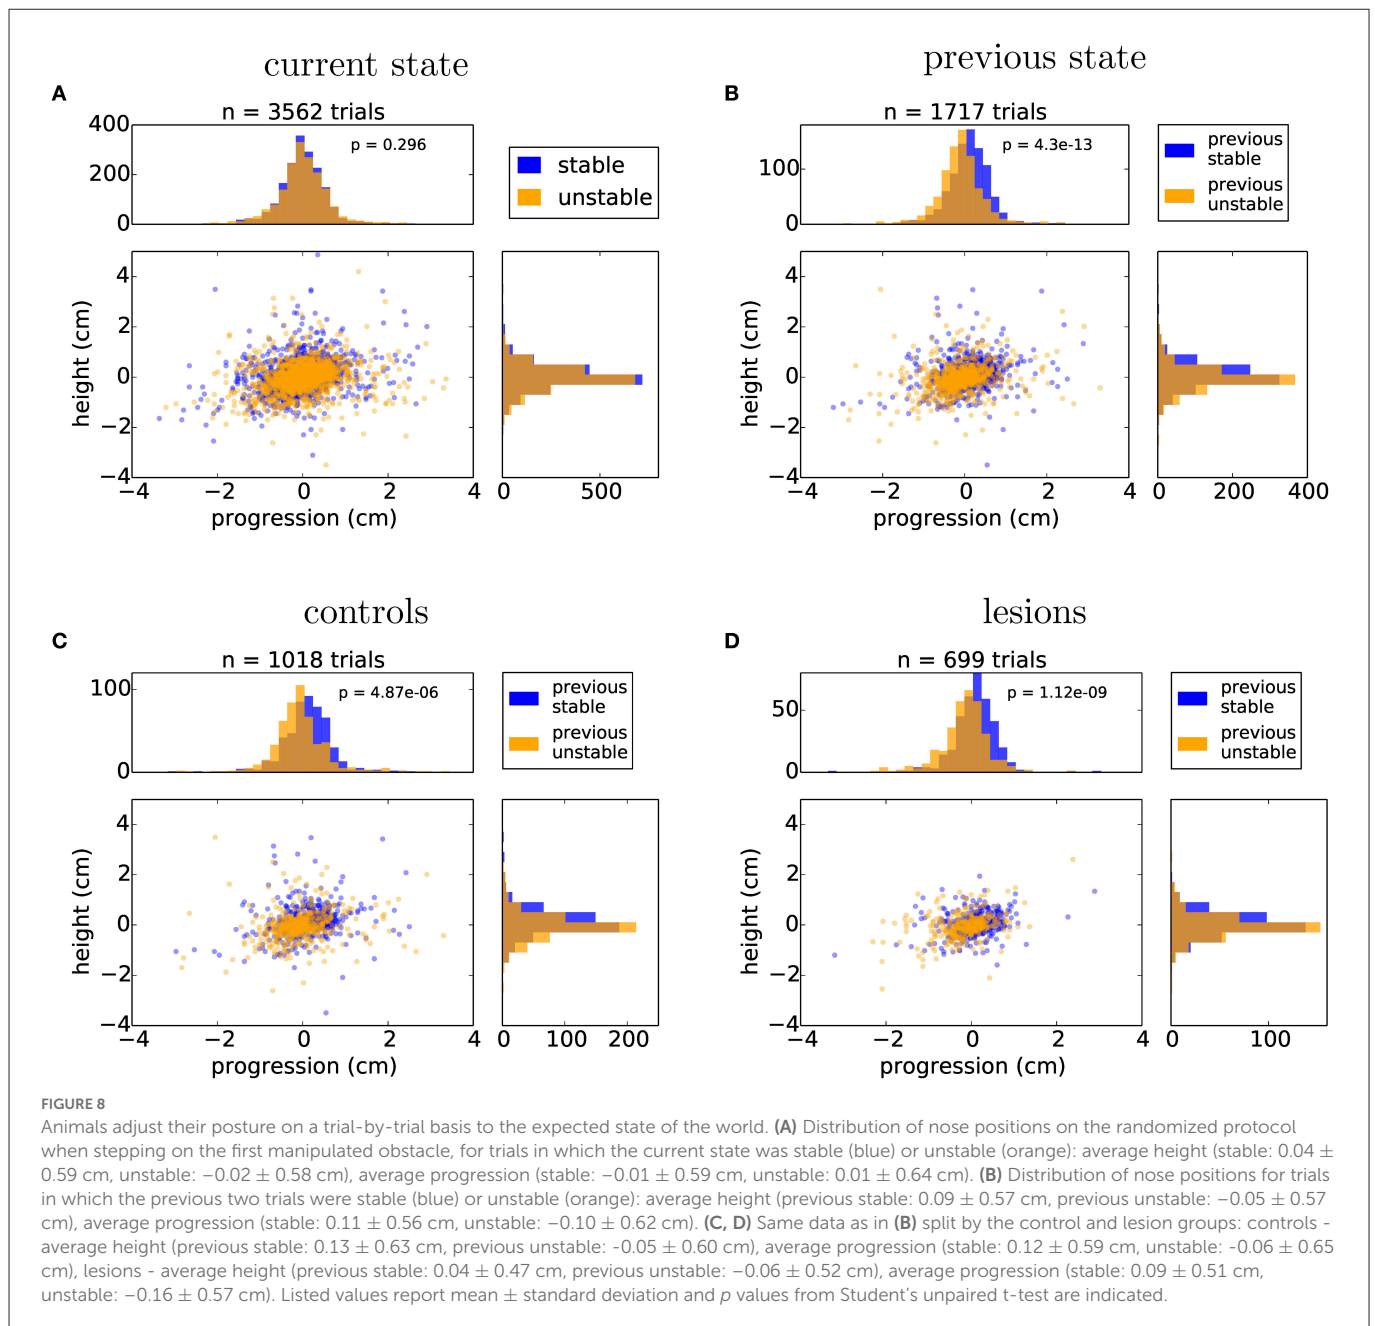 current state
previous state
A
n = 3562 trials
400
200
0
p = 0.296
stable
unstable
4
2
0
−2
−4
height (cm)
−4
−2
0
2
4
progression (cm)
0
500
B
n = 1717 trials
100
0
p = 4.3e-13
previous
stable
previous
unstable
4
2
0
−2
−4
height (cm)
−4
−2
0
2
4
progression (cm)
0
200
400
controls
lesions
C
n = 1018 trials
100
0
p = 4.87e-06
previous
stable
previous
unstable
4
2
0
−2
−4
height (cm)
−4
−2
0
2
4
progression (cm)
0
100
200
D
n = 699 trials
50
0
p = 1.12e-09
previous
stable
previous
unstable
4
2
0
−2
−4
height (cm)
−4
−2
0
2
4
progression (cm)
0
100
FIGURE 8
Animals adjust their posture on a trial-by-trial basis to the expected state of the world. (A) Distribution of nose positions on the randomized protocol
when stepping on the first manipulated obstacle, for trials in which the current state was stable (blue) or unstable (orange): average height (stable: 0.04 ±
0.59 cm, unstable: −0.02 ± 0.58 cm), average progression (stable: −0.01 ± 0.59 cm, unstable: 0.01 ± 0.64 cm). (B) Distribution of nose positions for trials
in which the previous two trials were stable (blue) or unstable (orange): average height (previous stable: 0.09 ± 0.57 cm, previous unstable: −0.05 ± 0.57
cm), average progression (stable: 0.11 ± 0.56 cm, unstable: −0.10 ± 0.62 cm). (C, D) Same data as in (B) split by the control and lesion groups: controls -
average height (previous stable: 0.13 ± 0.63 cm, previous unstable: -0.05 ± 0.60 cm), average progression (stable: 0.12 ± 0.59 cm, unstable: -0.06 ± 0.65
cm), lesions - average height (previous stable: 0.04 ± 0.47 cm, previous unstable: −0.06 ± 0.52 cm), average progression (stable: 0.09 ± 0.51 cm,
unstable: −0.16 ± 0.57 cm). Listed values report mean ± standard deviation and p values from Student's unpaired t-test are indicated.